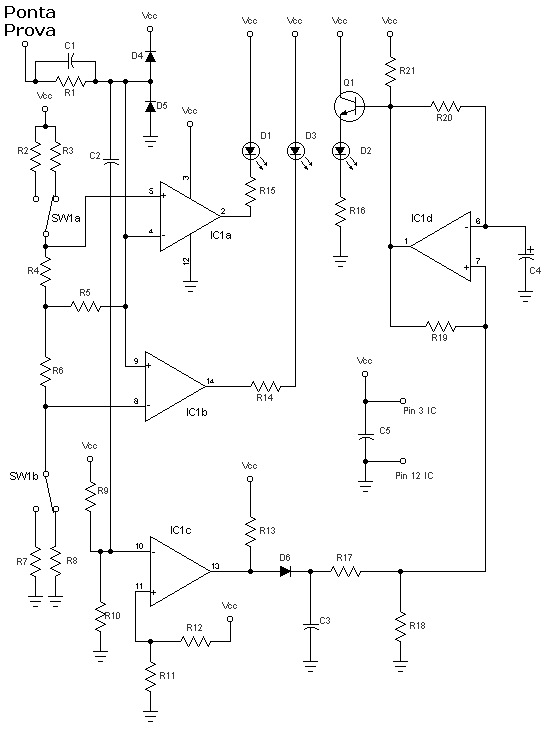 Ponta
Prova
Vcc
Vcc
Vcc
Vcc
Vcc
C1
D4
R1
R21
Q1
Vcc
D5
Vcc
R20
R2
R3
C2
3
D1
D3
D2
5
+
R15
R16
SW1a
2
IC1a
IC1d
6
-
1
4
-
+
C4
7
+
12
R4
R5
R19
9
+
Vcc
R6
14
R14
8
-
IC1b
Pin 3 IC
C5
Vcc
Vcc
SW1b
Pin 12 IC
R9
IC1c
R13
10
-
D6
R17
13
R7
R8
11
+
R10
Vcc
R12
C3
R18
R11